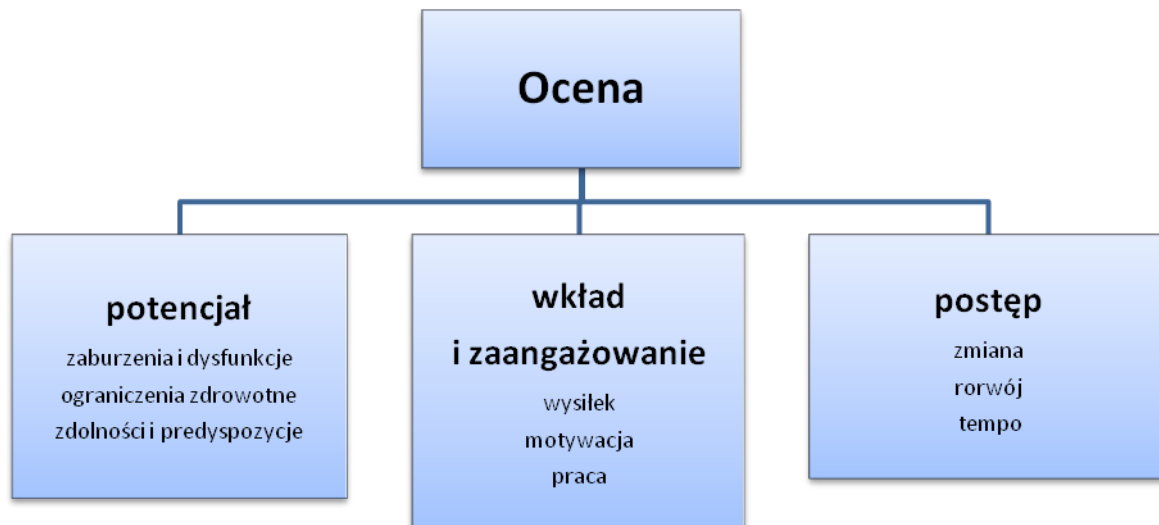 Ocena
potencjał
zaburzenia i dysfunkcje
ograniczenia zdrowotne
zdolności i predyspozycje
wkład
i zaangażowanie
wysiłek
motywacja
praca
postęp
zmiana
rorwój
tempo